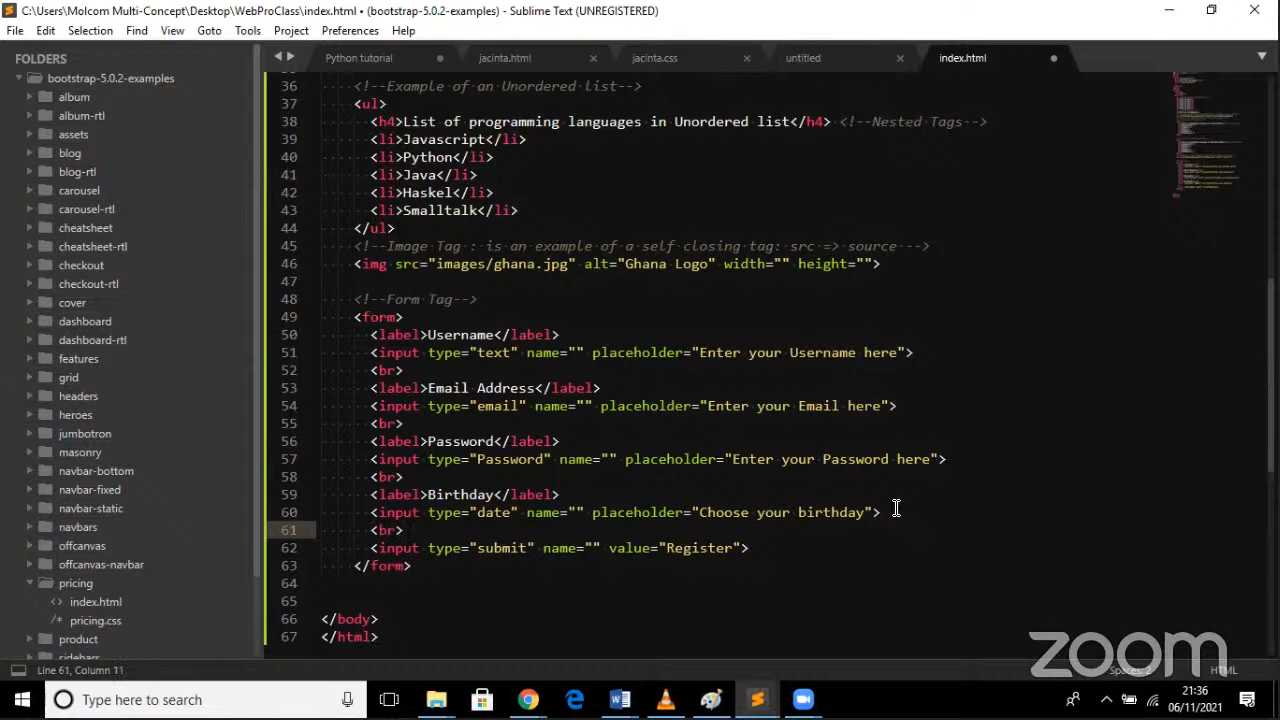 C:\Users\Molcom Multi-Concept\Desktop\WebProClass\index.html • (bootstrap-5.0.2-examples) - Sublime Text (UNREGISTERED)
File Edit Selection Find View Goto Tools Project Preferences Help
FOLDERS
bootstrap-5.0.2-examples
album
album-rtl
assets
blog
blog-rtl
carousel
carousel-rtl
cheatsheet
cheatsheet-rtl
checkout
checkout-rtl
cover
dashboard
dashboard-rtl
features
grid
headers
heroes
jumbotron
masonry
navbar-bottom
navbar-fixed
navbar-static
navbars
offcanvas
offcanvas-navbar
pricing
<> index.html
/* pricing.css
product
sidebars
Python tutorial jacinta.html jacinta.css untitled index.html
36 <!--Example of an Unordered list-->
37 <ul>
38 <h4>List of programming languages in Unordered list</h4> <!--Nested Tags-->
39 <li>Javascript</li>
40 <li>Python</li>
41 <li>Java</li>
42 <li>Haskel</li>
43 <li>Smalltalk</li>
44 </ul>
45 <!--Image Tag : is an example of a self closing tag: src => source -->
46 <img src="images/ghana.jpg" alt="Ghana Logo" width="" height="">
47
48 <!--Form Tag-->
49 <form>
50 <label>Username</label>
51 <input type="text" name="" placeholder="Enter your Username here">
52 <br>
53 <label>Email Address</label>
54 <input type="email" name="" placeholder="Enter your Email here">
55 <br>
56 <label>Password</label>
57 <input type="Password" name="" placeholder="Enter your Password here">
58 <br>
59 <label>Birthday</label>
60 <input type="date" name="" placeholder="Choose your birthday">
61 <br>
62 <input type="submit" name="" value="Register">
63 </form>
64
65
66 </body>
67 </html>
zoom
Line 61, Column 11 Spaces: 2 HTML
Type here to search
21:36
06/11/2021